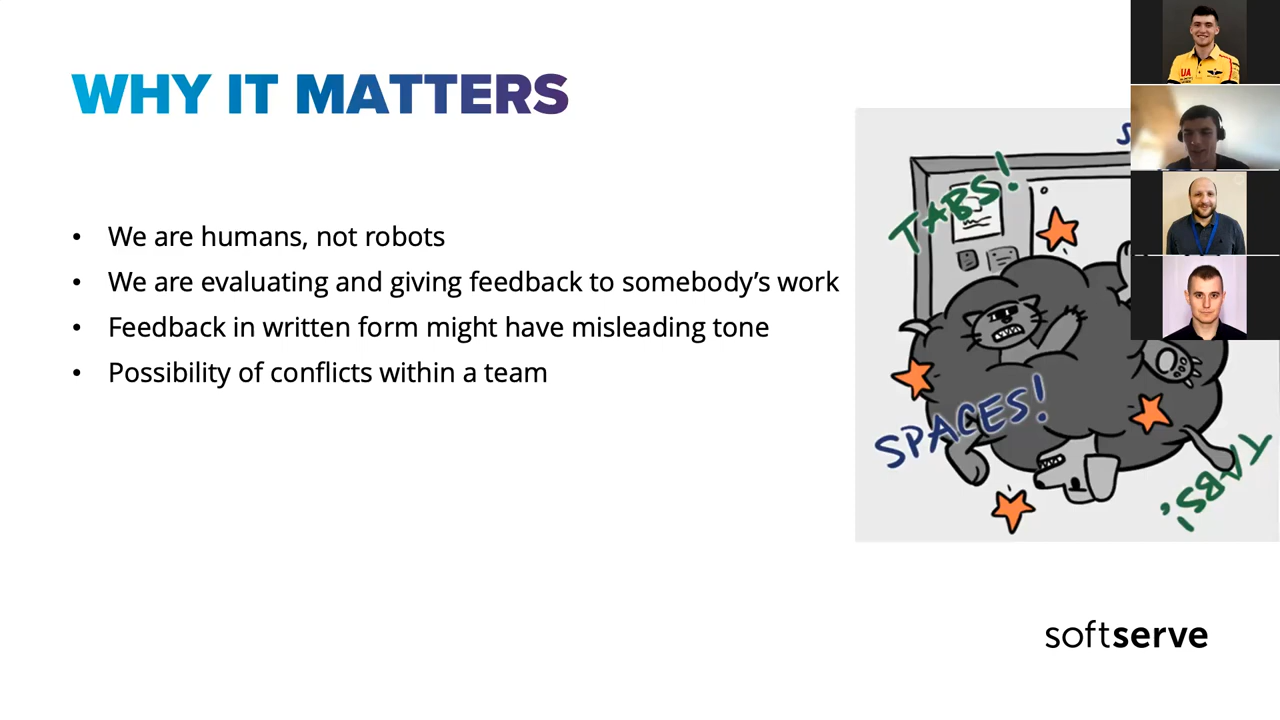 WHY IT MATTERS
• We are humans, not robots
• We are evaluating and giving feedback to somebody’s work
• Feedback in written form might have misleading tone
• Possibility of conflicts within a team
TABS!
SPACES!
TABS!
softserve
UA